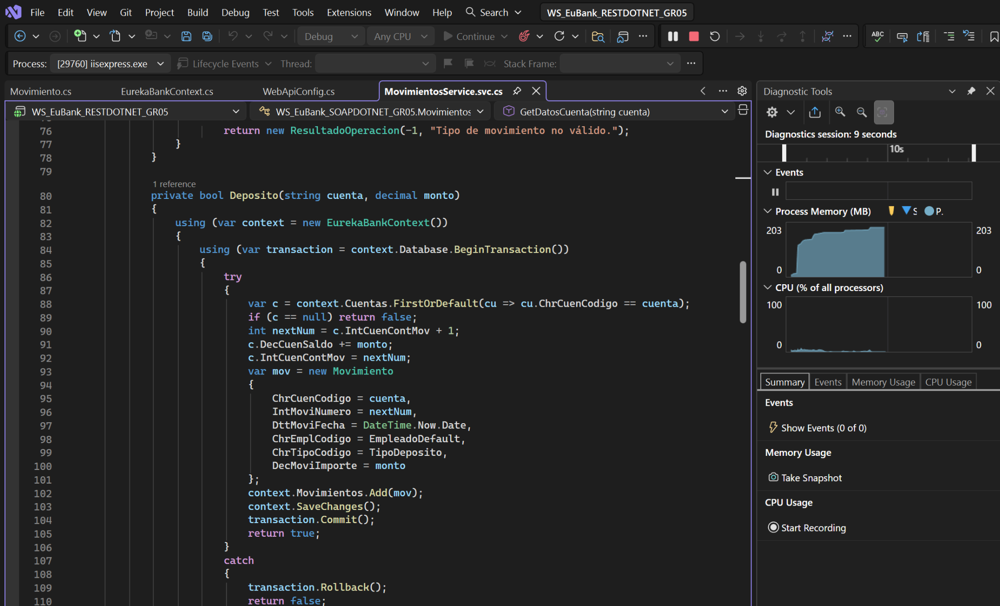 File Edit View Git Project Build Debug Test Tools Extensions Window Help Search WS_EuBank_RESTDOTNET_GR05
Debug Any CPU Continue ABC
Process: [29760] iisexpress.exe Lifecycle Events Thread: Stack Frame:
Movimiento.cs EurekaBankContext.cs WebApiConfig.cs MovimientosService.svc.cs
WS_EuBank_RESTDOTNET_GR05 WS_EuBank_SOAPDOTNET_GR05.Movimientos GetDatosCuenta(string cuenta)
76 return new ResultadoOperacion(-1, "Tipo de movimiento no válido.");
77 }
78 }
79
1 reference
80 private bool Deposito(string cuenta, decimal monto)
81 {
82 using (var context = new EurekaBankContext())
83 {
84 using (var transaction = context.Database.BeginTransaction())
85 {
86 try
87 {
88 var c = context.Cuentas.FirstOrDefault(cu => cu.ChrCuenCodigo == cuenta);
89 if (c == null) return false;
90 int nextNum = c.IntCuenContMov + 1;
91 c.DecCuenSaldo += monto;
92 c.IntCuenContMov = nextNum;
93 var mov = new Movimiento
94 {
95 ChrCuenCodigo = cuenta,
96 IntMoviNumero = nextNum,
97 DttMoviFecha = DateTime.Now.Date,
98 ChrEmplCodigo = EmpleadoDefault,
99 ChrTipoCodigo = TipoDeposito,
100 DecMoviImporte = monto
101 };
102 context.Movimientos.Add(mov);
103 context.SaveChanges();
104 transaction.Commit();
105 return true;
106 }
107 catch
108 {
109 transaction.Rollback();
110 return false;
Diagnostic Tools
Diagnostics session: 9 seconds
10s
Events
Process Memory (MB) S P.
203 203
0 0
CPU (% of all processors)
100 100
0 0
Summary Events Memory Usage CPU Usage
Events
Show Events (0 of 0)
Memory Usage
Take Snapshot
CPU Usage
Start Recording